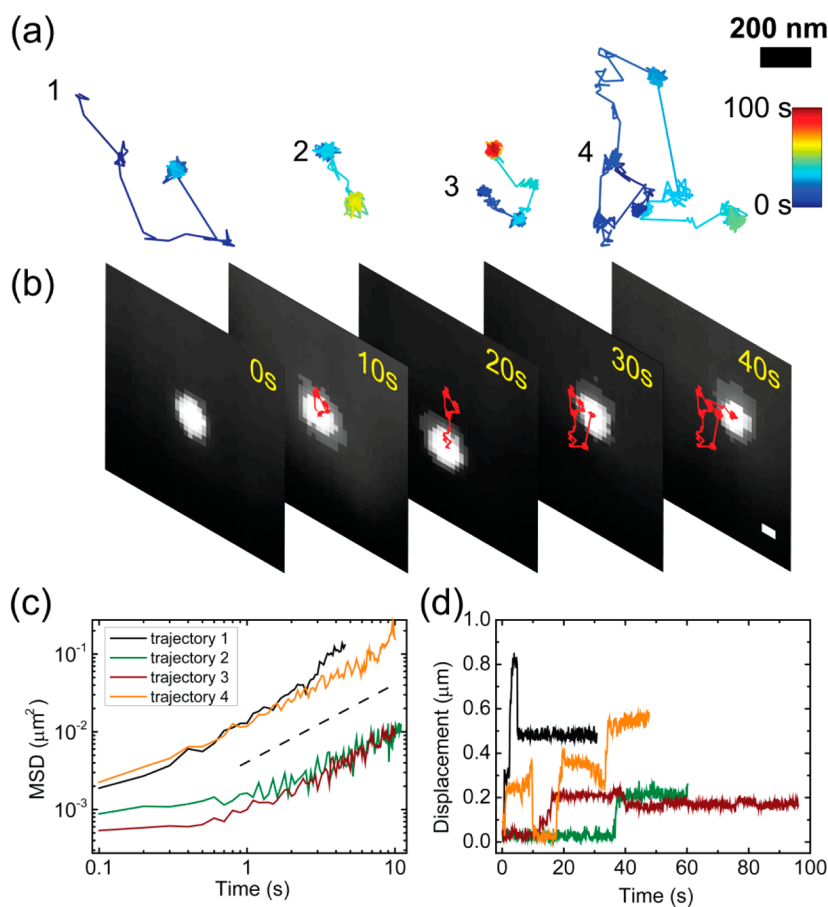 (a)
200 nm
1
2
3
4
100 s
0 s
(b)
0s
10s
20s
30s
40s
(c)
trajectory 1
trajectory 2
trajectory 3
trajectory 4
MSD (μm²)
10⁻¹
10⁻²
10⁻³
0.1
1
10
Time (s)
(d)
Displacement (μm)
1.0
0.8
0.6
0.4
0.2
0.0
0
20
40
60
80
100
Time (s)